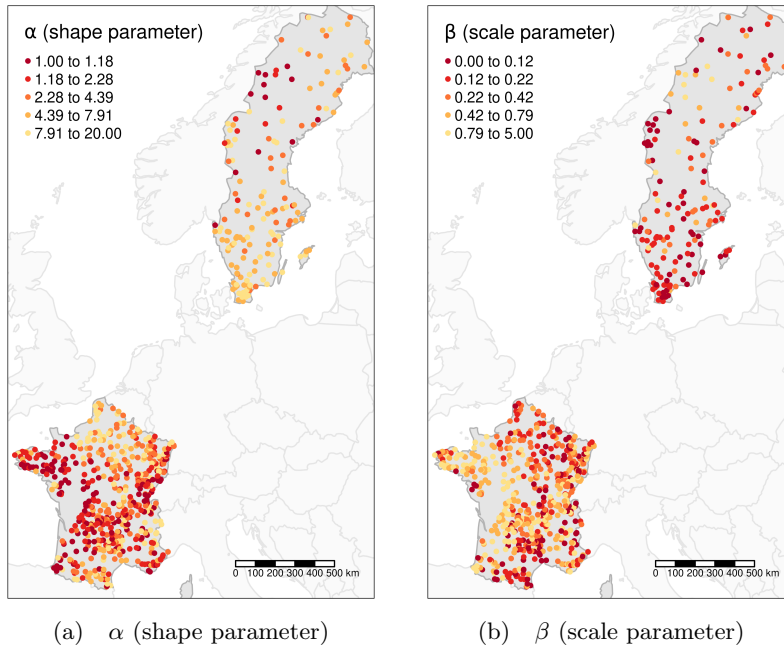 α (shape parameter)
1.00 to 1.18
1.18 to 2.28
2.28 to 4.39
4.39 to 7.91
7.91 to 20.00
0 100 200 300 400 500 km
β (scale parameter)
0.00 to 0.12
0.12 to 0.22
0.22 to 0.42
0.42 to 0.79
0.79 to 5.00
0 100 200 300 400 500 km
(a) α (shape parameter)
(b) β (scale parameter)